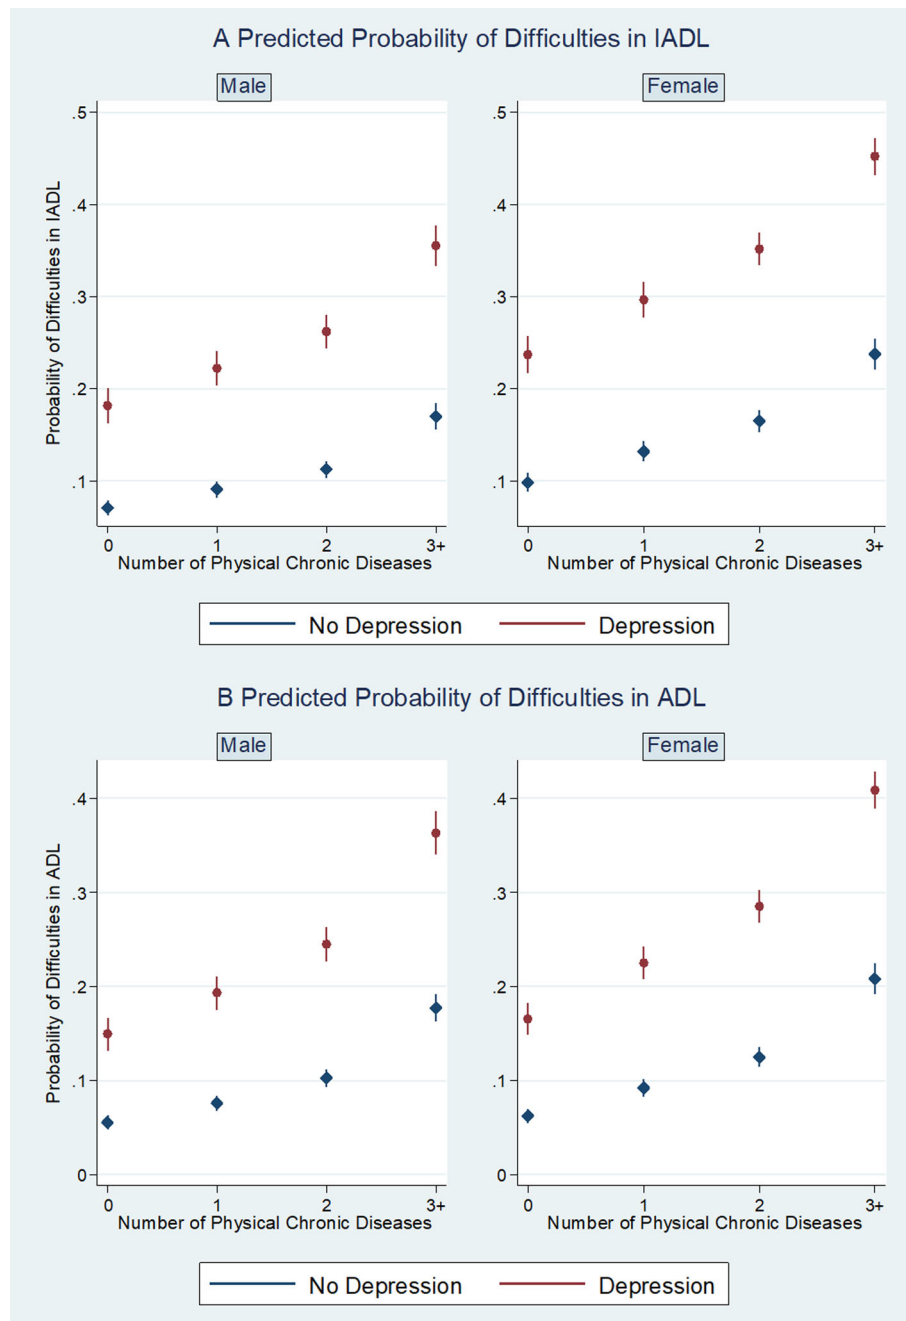 A Predicted Probability of Difficulties in IADL
Male
Female
Probability of Difficulties in IADL
.5
.4
.3
.2
.1
0 1 2 3+
Number of Physical Chronic Diseases
.5
.4
.3
.2
.1
0 1 2 3+
Number of Physical Chronic Diseases
No Depression Depression
B Predicted Probability of Difficulties in ADL
Male
Female
Probability of Difficulties in ADL
.4
.3
.2
.1
0
0 1 2 3+
Number of Physical Chronic Diseases
.4
.3
.2
.1
0
0 1 2 3+
Number of Physical Chronic Diseases
No Depression Depression